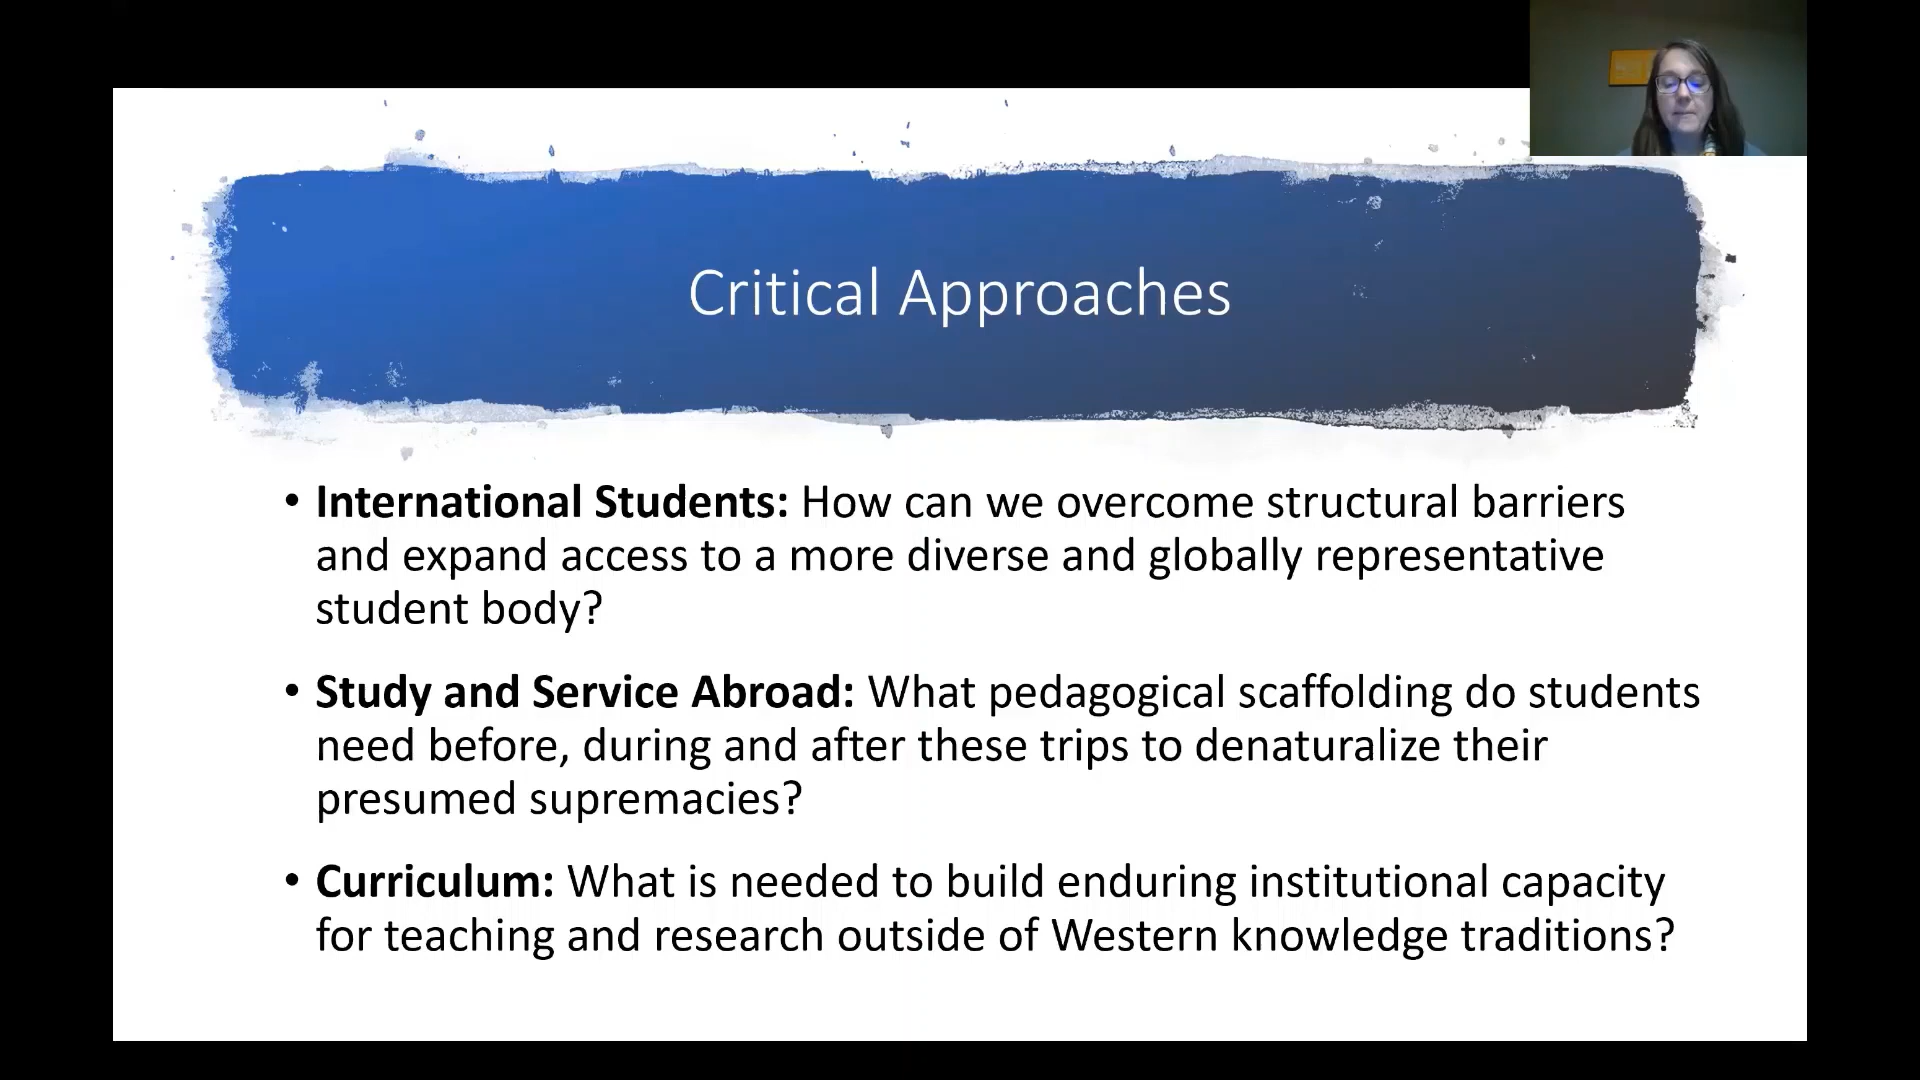 Critical Approaches
• International Students: How can we overcome structural barriers
and expand access to a more diverse and globally representative
student body?
• Study and Service Abroad: What pedagogical scaffolding do students
need before, during and after these trips to denaturalize their
presumed supremacies?
• Curriculum: What is needed to build enduring institutional capacity
for teaching and research outside of Western knowledge traditions?